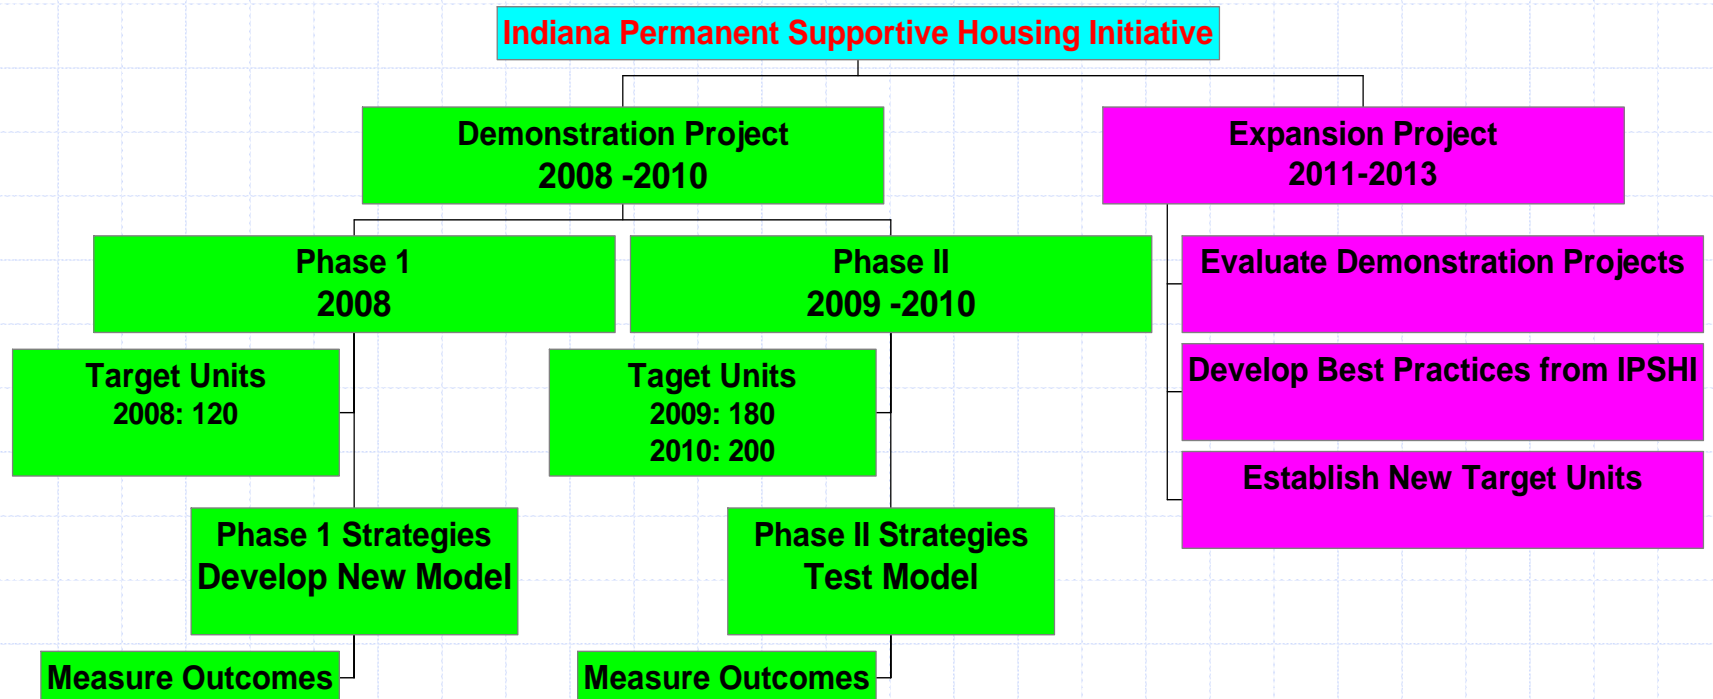 Indiana Permanent Supportive Housing Initiative
Demonstration Project
2008 -2010
Expansion Project
2011-2013
Phase 1
2008
Phase II
2009 -2010
Evaluate Demonstration Projects
Target Units
2008: 120
Taget Units
2009: 180
2010: 200
Develop Best Practices from IPSHI
Establish New Target Units
Phase 1 Strategies
Develop New Model
Phase II Strategies
Test Model
Measure Outcomes
Measure Outcomes